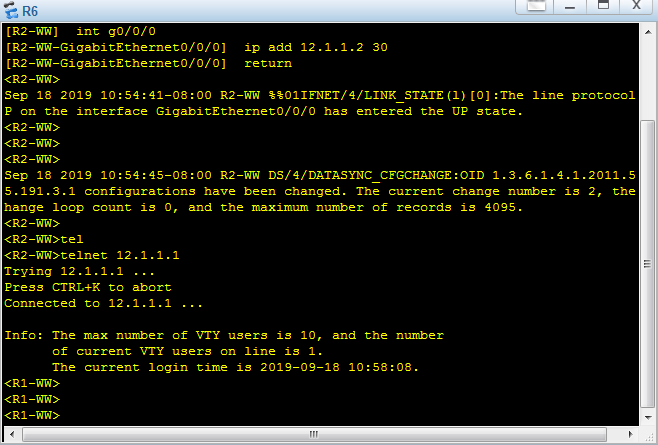 R6
[R2-WW]  int g0/0/0
[R2-WW-GigabitEthernet0/0/0]  ip add 12.1.1.2 30
[R2-WW-GigabitEthernet0/0/0]  return
<R2-WW>
Sep 18 2019 10:54:41-08:00 R2-WW %%01IFNET/4/LINK_STATE(l)[0]:The line protocol
P on the interface GigabitEthernet0/0/0 has entered the UP state.
<R2-WW>
<R2-WW>
<R2-WW>
Sep 18 2019 10:54:45-08:00 R2-WW DS/4/DATASYNC_CFGCHANGE:OID 1.3.6.1.4.1.2011.5
5.191.3.1 configurations have been changed. The current change number is 2, the
hange loop count is 0, and the maximum number of records is 4095.
<R2-WW>
<R2-WW>tel
<R2-WW>telnet 12.1.1.1
Trying 12.1.1.1 ...
Press CTRL+K to abort
Connected to 12.1.1.1 ...
Info: The max number of VTY users is 10, and the number
      of current VTY users on line is 1.
      The current login time is 2019-09-18 10:58:08.
<R1-WW>
<R1-WW>
<R1-WW>